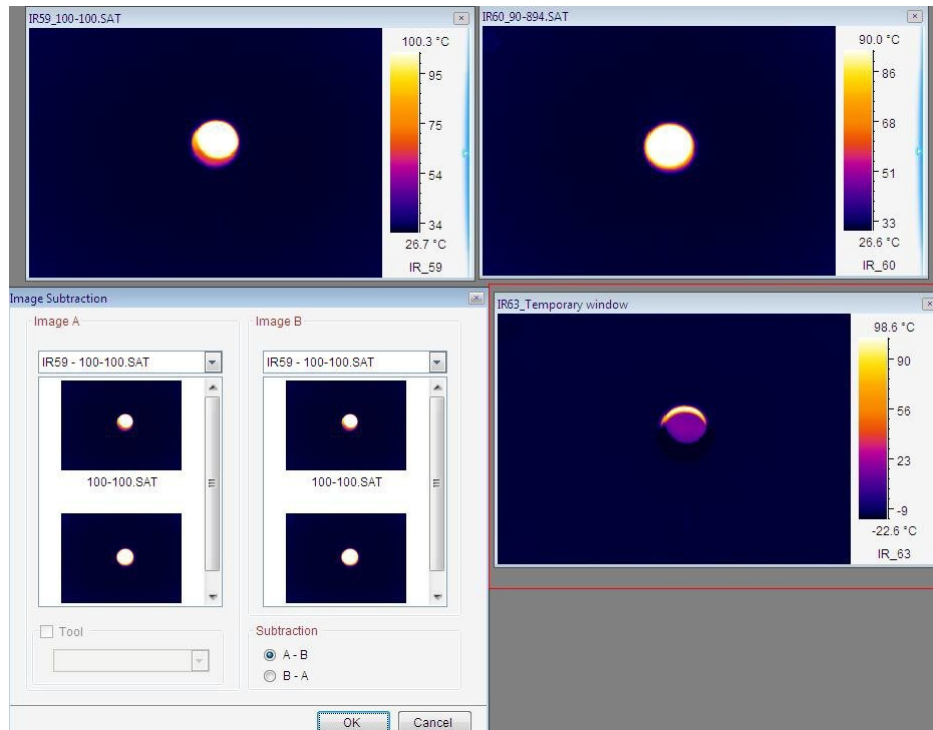 IR59_100-100.SAT
100.3 °C
95
75
54
34
26.7 °C
IR_59
IR60_90-894.SAT
90.0 °C
86
68
51
33
26.6 °C
IR_60
Image Subtraction
Image A
IR59 - 100-100.SAT
100-100.SAT
Tool
Image B
IR59 - 100-100.SAT
100-100.SAT
Subtraction
A - B
B - A
OK
Cancel
IR63_Temporary window
98.6 °C
90
56
23
-9
-22.6 °C
IR_63